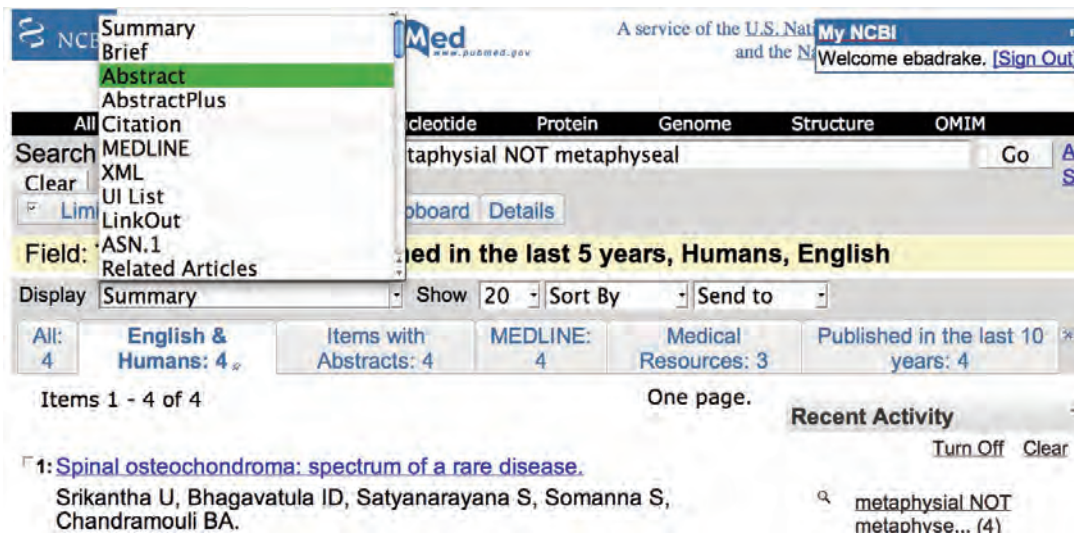 NCB
Med
www.pubmed.gov
A service of the U.S. Nat
and the Na
My NCBI
Welcome ebadrake. [Sign Out]
Summary
Brief
Abstract
AbstractPlus
Citation
MEDLINE
XML
UI List
LinkOut
ASN.1
Related Articles
All cleotide Protein Genome Structure OMIM
Search taphysial NOT metaphyseal Go A
Clear S
Limi pboard Details
Field: ed in the last 5 years, Humans, English
Display Summary Show 20 Sort By Send to
All: 4
English & Humans: 4
Items with Abstracts: 4
MEDLINE: 4
Medical Resources: 3
Published in the last 10 years: 4
Items 1 - 4 of 4 One page.
Recent Activity
Turn Off Clear
1: Spinal osteochondroma: spectrum of a rare disease.
Srikantha U, Bhagavatula ID, Satyanarayana S, Somanna S,
Chandramouli BA.
metaphysial NOT
metaphyse... (4)